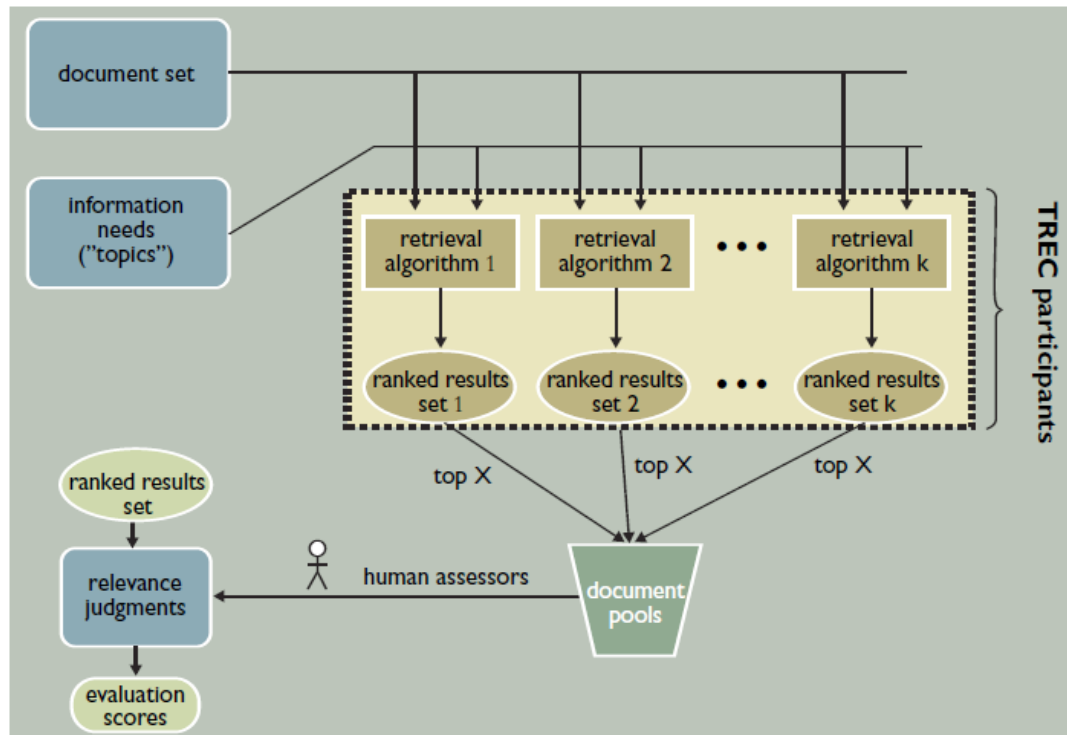 document set
information
needs
("topics")
retrieval
algorithm 1
retrieval
algorithm 2
retrieval
algorithm k
ranked results
set 1
ranked results
set 2
ranked results
set k
TREC participants
top X
top X
top X
ranked results
set
relevance
judgments
human assessors
document
pools
evaluation
scores